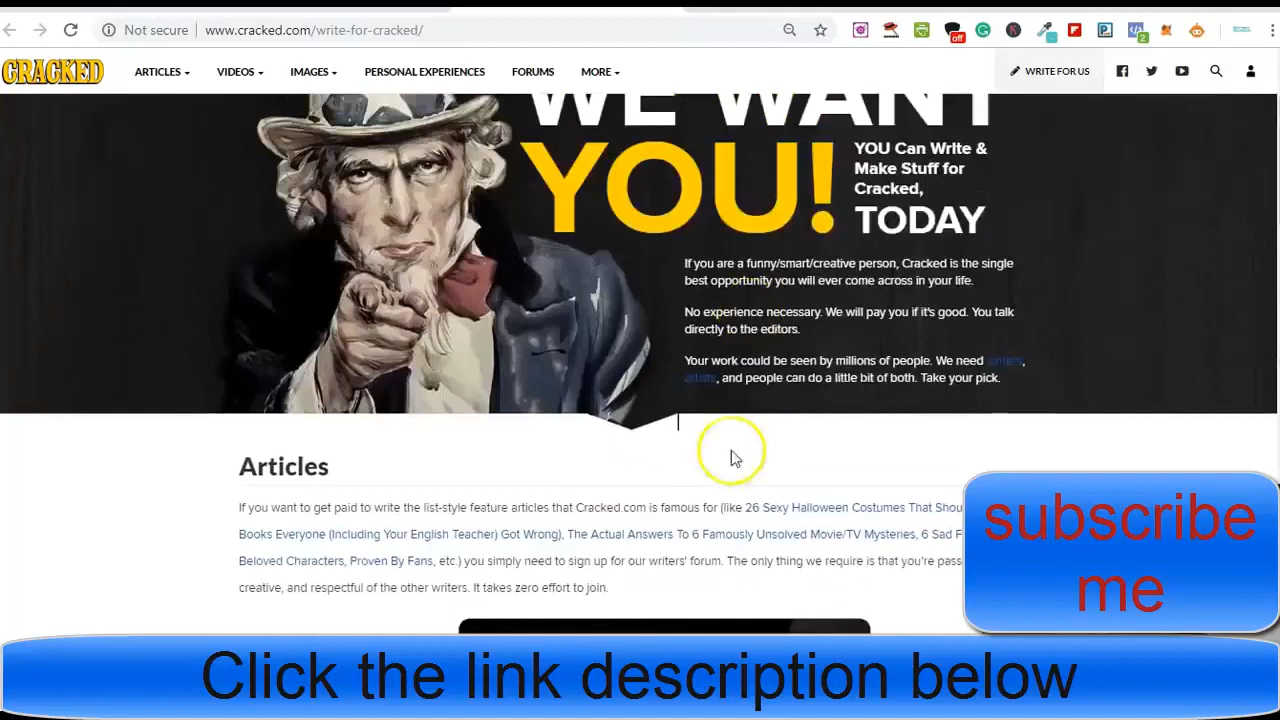 Not secure www.cracked.com/write-for-cracked/
off
2
CRACKED
ARTICLES VIDEOS IMAGES PERSONAL EXPERIENCES FORUMS MORE WRITE FOR US
WE WANT
YOU!
YOU Can Write &
Make Stuff for
Cracked,
TODAY
If you are a funny/smart/creative person, Cracked is the single
best opportunity you will ever come across in your life.
No experience necessary. We will pay you if it's good. You talk
directly to the editors.
Your work could be seen by millions of people. We need writers,
artists, and people can do a little bit of both. Take your pick.
Articles
If you want to get paid to write the list-style feature articles that Cracked.com is famous for (like 26 Sexy Halloween Costumes That Shou
Books Everyone (Including Your English Teacher) Got Wrong), The Actual Answers To 6 Famously Unsolved Movie/TV Mysteries, 6 Sad F
Beloved Characters, Proven By Fans, etc.) you simply need to sign up for our writers' forum. The only thing we require is that you're pass
creative, and respectful of the other writers. It takes zero effort to join.
subscribe
me
Click the link description below